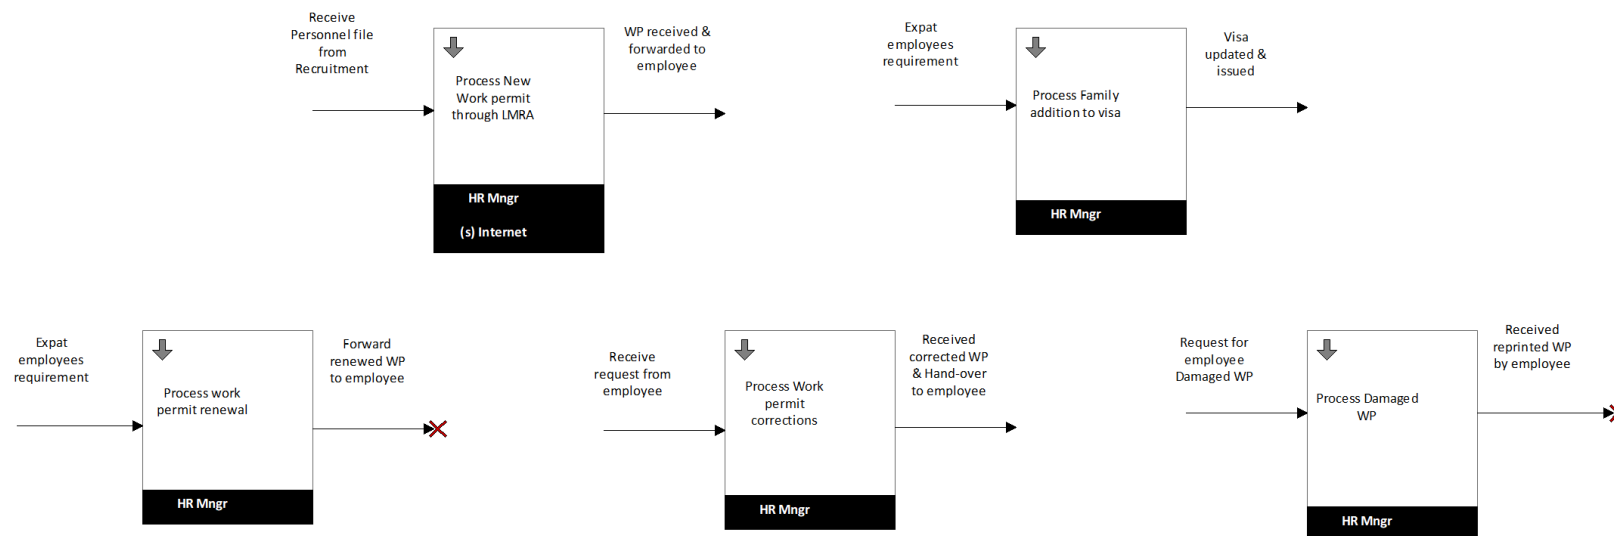 Receive
Personnel file
from
Recruitment
Process New
Work permit
through LMRA
HR Mngr
(s) Internet
WP received &
forwarded to
employee
Expat
employees
requirement
Process Family
addition to visa
HR Mngr
Visa
updated &
issued
Expat
employees
requirement
Process work
permit renewal
HR Mngr
Forward
renewed WP
to employee
Receive
request from
employee
Process Work
permit
corrections
HR Mngr
Received
corrected WP
& Hand-over
to employee
Request for
employee
Damaged WP
Process Damaged
WP
HR Mngr
Received
reprinted WP
by employee